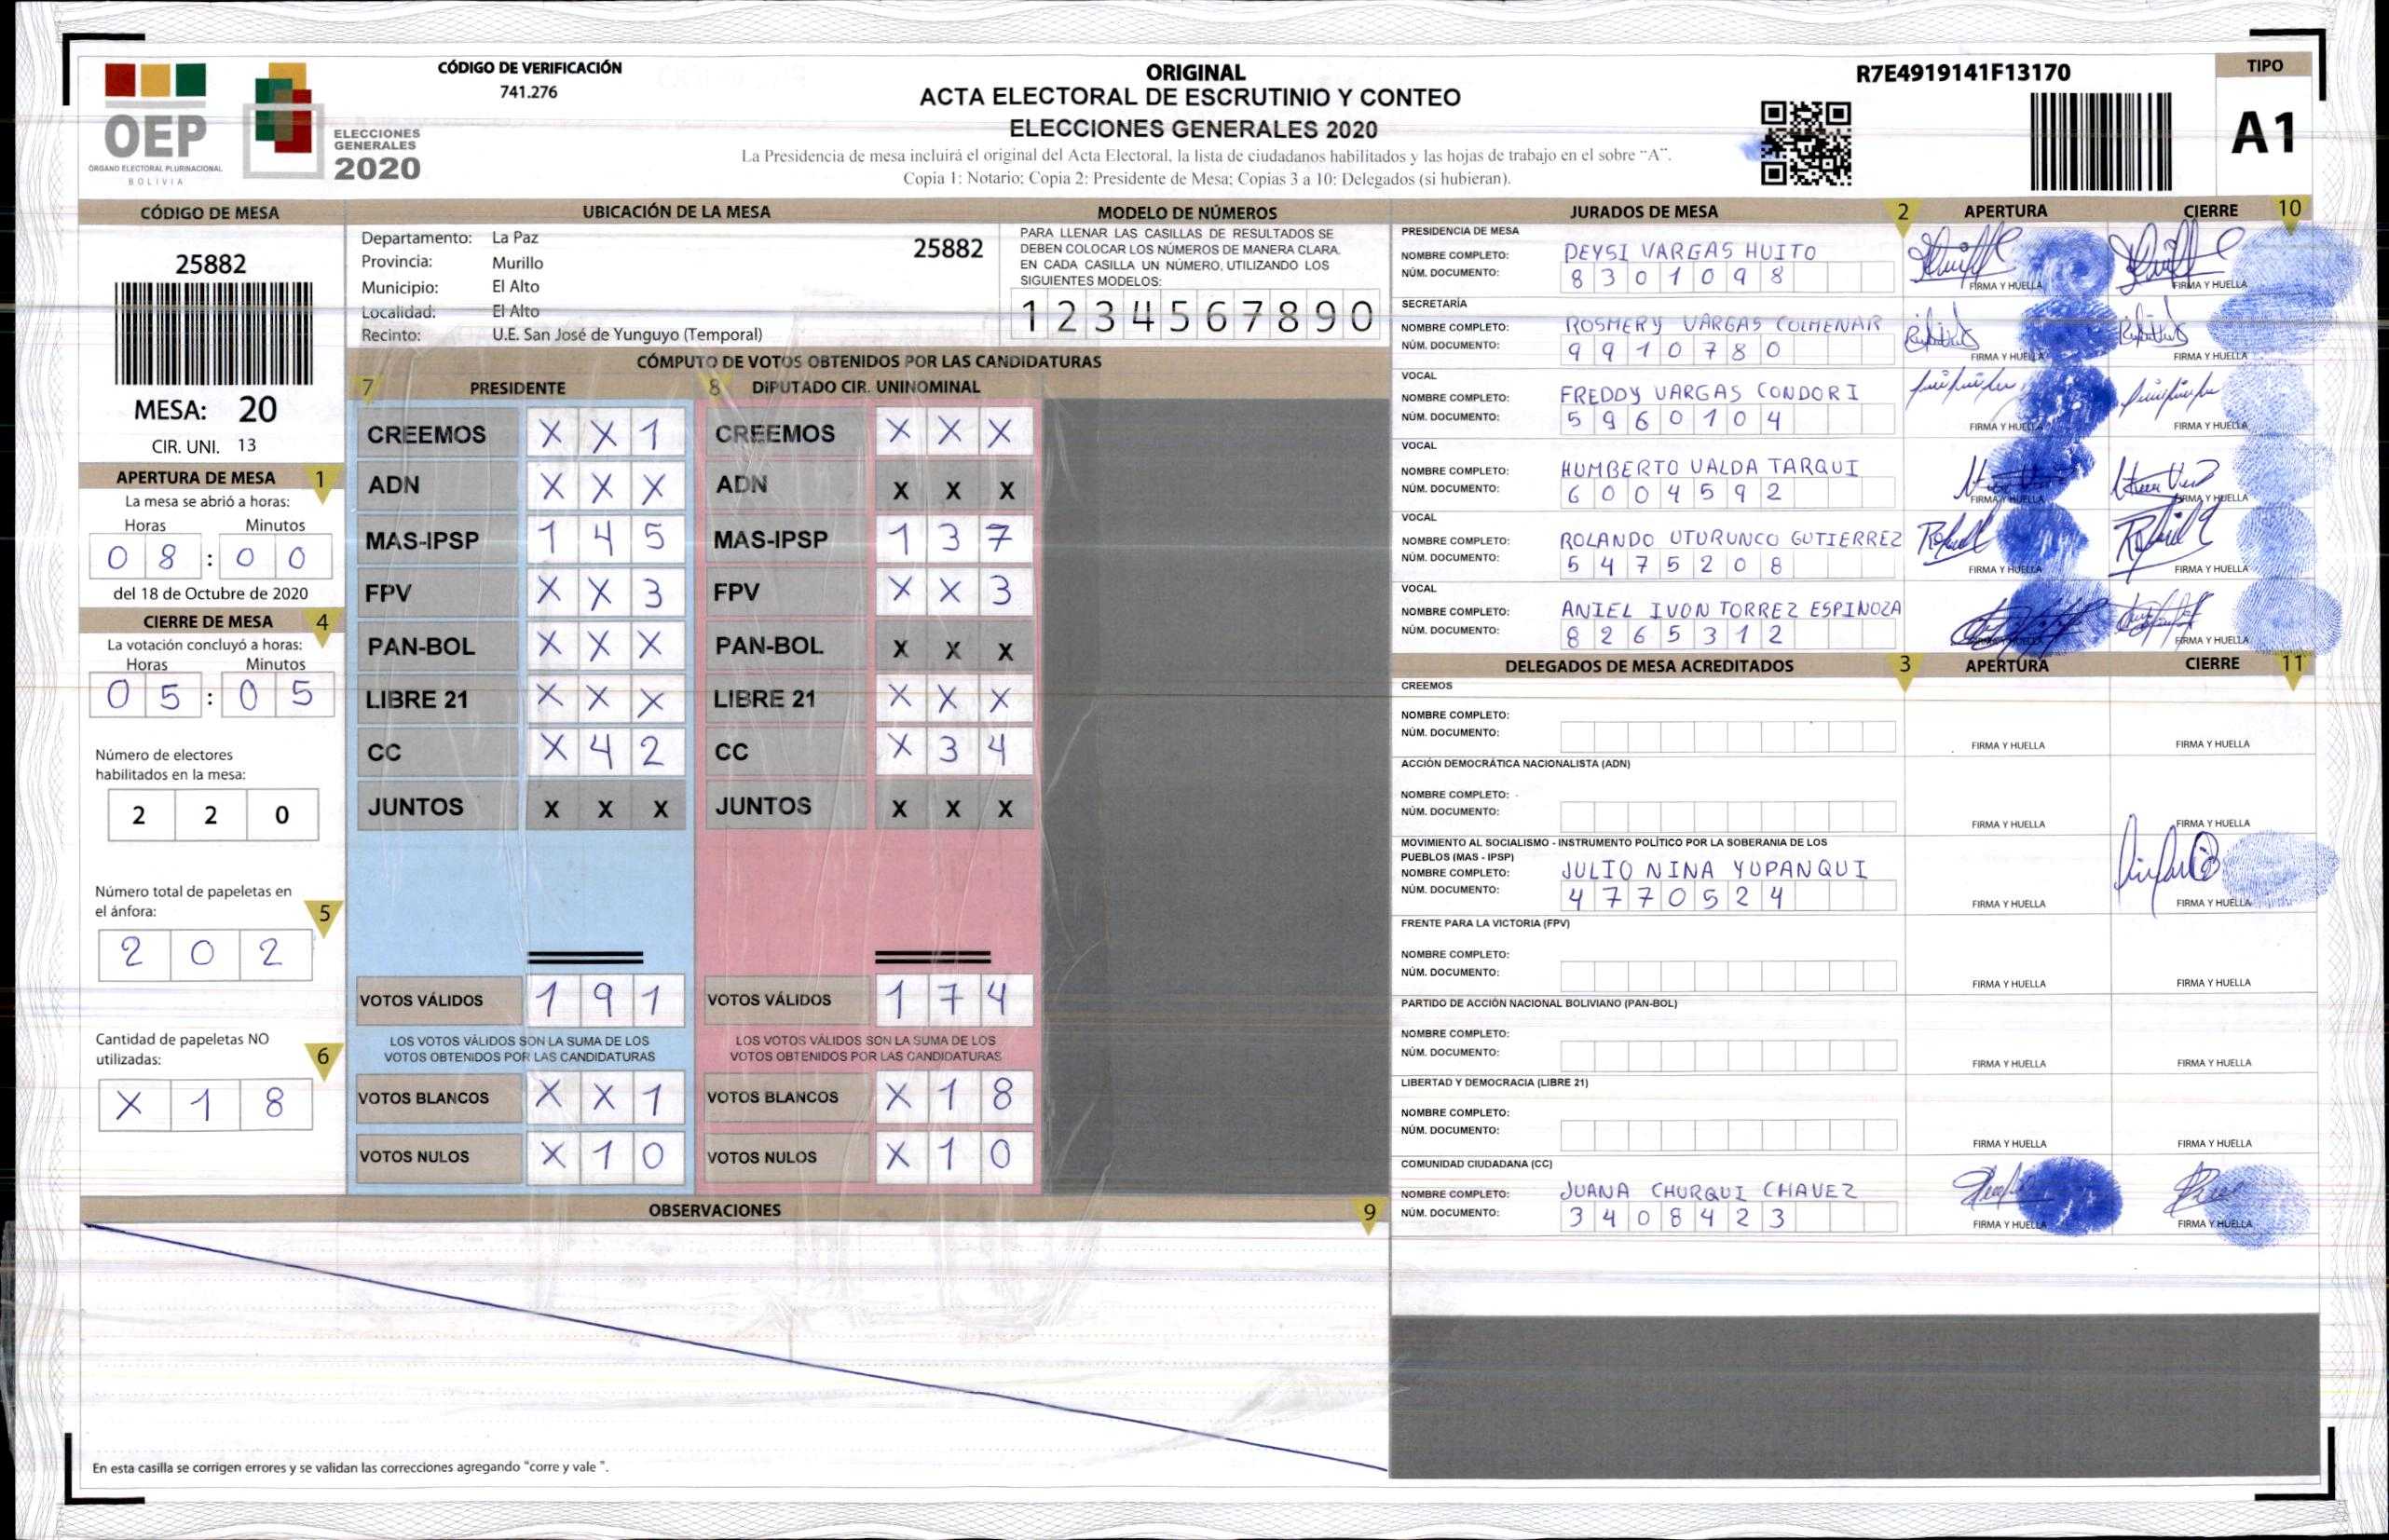 OEP
ÓRGANO ELECTORAL PLURINACIONAL
BOLIVIA
ELECCIONES
GENERALES
2020
CÓDIGO DE VERIFICACIÓN
741.276
ORIGINAL
ACTA ELECTORAL DE ESCRUTINIO Y CONTEO
ELECCIONES GENERALES 2020
La Presidencia de mesa incluirá el original del Acta Electoral, la lista de ciudadanos habilitados y las hojas de trabajo en el sobre "A".
Copia 1: Notario; Copia 2: Presidente de Mesa; Copias 3 a 10: Delegados (si hubieran).
R7E4919141F13170
TIPO
A1
CÓDIGO DE MESA
25882
MESA: 20
CIR. UNI. 13
APERTURA DE MESA 1
La mesa se abrió a horas:
Horas Minutos
0 8 : 0 0
del 18 de Octubre de 2020
CIERRE DE MESA 4
La votación concluyó a horas:
Horas Minutos
0 5 : 0 5
Número de electores
habilitados en la mesa:
2 2 0
Número total de papeletas en
el ánfora: 5
2 0 2
Cantidad de papeletas NO
utilizadas: 6
X 1 8
UBICACIÓN DE LA MESA
Departamento: La Paz 25882
Provincia: Murillo
Municipio: El Alto
Localidad: El Alto
Recinto: U.E. San José de Yunguyo (Temporal)
MODELO DE NÚMEROS
PARA LLENAR LAS CASILLAS DE RESULTADOS SE
DEBEN COLOCAR LOS NÚMEROS DE MANERA CLARA.
EN CADA CASILLA UN NÚMERO, UTILIZANDO LOS
SIGUIENTES MODELOS:
1 2 3 4 5 6 7 8 9 0
CÓMPUTO DE VOTOS OBTENIDOS POR LAS CANDIDATURAS
7 PRESIDENTE
CREEMOS X X 1
ADN X X X
MAS-IPSP 1 4 5
FPV X X 3
PAN-BOL X X X
LIBRE 21 X X X
CC X 4 2
JUNTOS X X X
VOTOS VÁLIDOS 1 9 1
LOS VOTOS VÁLIDOS SON LA SUMA DE LOS
VOTOS OBTENIDOS POR LAS CANDIDATURAS
VOTOS BLANCOS X X 1
VOTOS NULOS X 1 0
8 DIPUTADO CIR. UNINOMINAL
CREEMOS X X X
ADN X X X
MAS-IPSP 1 3 7
FPV X X 3
PAN-BOL X X X
LIBRE 21 X X X
CC X 3 4
JUNTOS X X X
VOTOS VÁLIDOS 1 7 4
LOS VOTOS VÁLIDOS SON LA SUMA DE LOS
VOTOS OBTENIDOS POR LAS CANDIDATURAS
VOTOS BLANCOS X 1 8
VOTOS NULOS X 1 0
OBSERVACIONES 9
En esta casilla se corrigen errores y se validan las correcciones agregando "corre y vale ".
JURADOS DE MESA 2 APERTURA CIERRE 10
PRESIDENCIA DE MESA
NOMBRE COMPLETO: DEYSI VARGAS HUITO
NÚM. DOCUMENTO: 8 3 0 1 0 9 8
FIRMA Y HUELLA FIRMA Y HUELLA
SECRETARÍA
NOMBRE COMPLETO: ROSMERY VARGAS COLMENAR
NÚM. DOCUMENTO: 9 9 1 0 7 8 0
FIRMA Y HUELLA FIRMA Y HUELLA
VOCAL
NOMBRE COMPLETO: FREDDY VARGAS CONDORI
NÚM. DOCUMENTO: 5 9 6 0 1 0 4
FIRMA Y HUELLA FIRMA Y HUELLA
VOCAL
NOMBRE COMPLETO: HUMBERTO VALDA TARQUI
NÚM. DOCUMENTO: 6 0 0 4 5 9 2
FIRMA Y HUELLA FIRMA Y HUELLA
VOCAL
NOMBRE COMPLETO: ROLANDO UTURUNCO GUTIERREZ
NÚM. DOCUMENTO: 5 4 7 5 2 0 8
FIRMA Y HUELLA FIRMA Y HUELLA
VOCAL
NOMBRE COMPLETO: ANIEL IVON TORREZ ESPINOZA
NÚM. DOCUMENTO: 8 2 6 5 3 1 2
FIRMA Y HUELLA
DELEGADOS DE MESA ACREDITADOS 3 APERTURA CIERRE 11
CREEMOS
NOMBRE COMPLETO:
NÚM. DOCUMENTO:
FIRMA Y HUELLA FIRMA Y HUELLA
ACCIÓN DEMOCRÁTICA NACIONALISTA (ADN)
NOMBRE COMPLETO:
NÚM. DOCUMENTO:
FIRMA Y HUELLA FIRMA Y HUELLA
MOVIMIENTO AL SOCIALISMO - INSTRUMENTO POLÍTICO POR LA SOBERANIA DE LOS
PUEBLOS (MAS - IPSP)
NOMBRE COMPLETO: JULIO NINA YUPANQUI
NÚM. DOCUMENTO: 4 7 7 0 5 2 4
FIRMA Y HUELLA FIRMA Y HUELLA
FRENTE PARA LA VICTORIA (FPV)
NOMBRE COMPLETO:
NÚM. DOCUMENTO:
FIRMA Y HUELLA FIRMA Y HUELLA
PARTIDO DE ACCIÓN NACIONAL BOLIVIANO (PAN-BOL)
NOMBRE COMPLETO:
NÚM. DOCUMENTO:
FIRMA Y HUELLA FIRMA Y HUELLA
LIBERTAD Y DEMOCRACIA (LIBRE 21)
NOMBRE COMPLETO:
NÚM. DOCUMENTO:
FIRMA Y HUELLA FIRMA Y HUELLA
COMUNIDAD CIUDADANA (CC)
NOMBRE COMPLETO: JUANA CHURQUI CHAVEZ
NÚM. DOCUMENTO: 3 4 0 8 4 2 3
FIRMA Y HUELLA FIRMA Y HUELLA